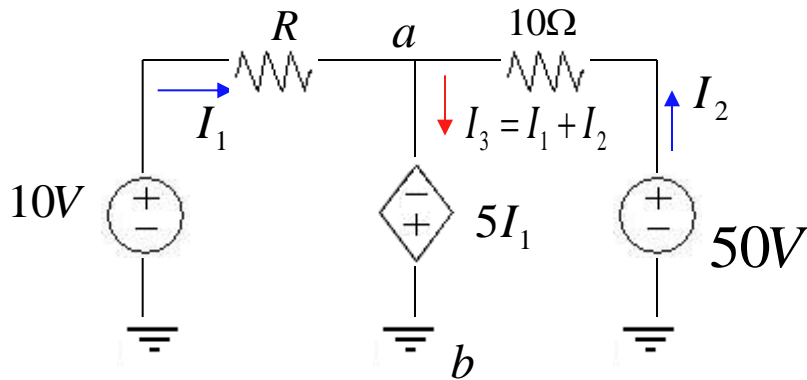 R
a
10Ω
I₁
I₃ = I₁ + I₂
I₂
10V
+
−
−
+
5I₁
+
−
50V
b